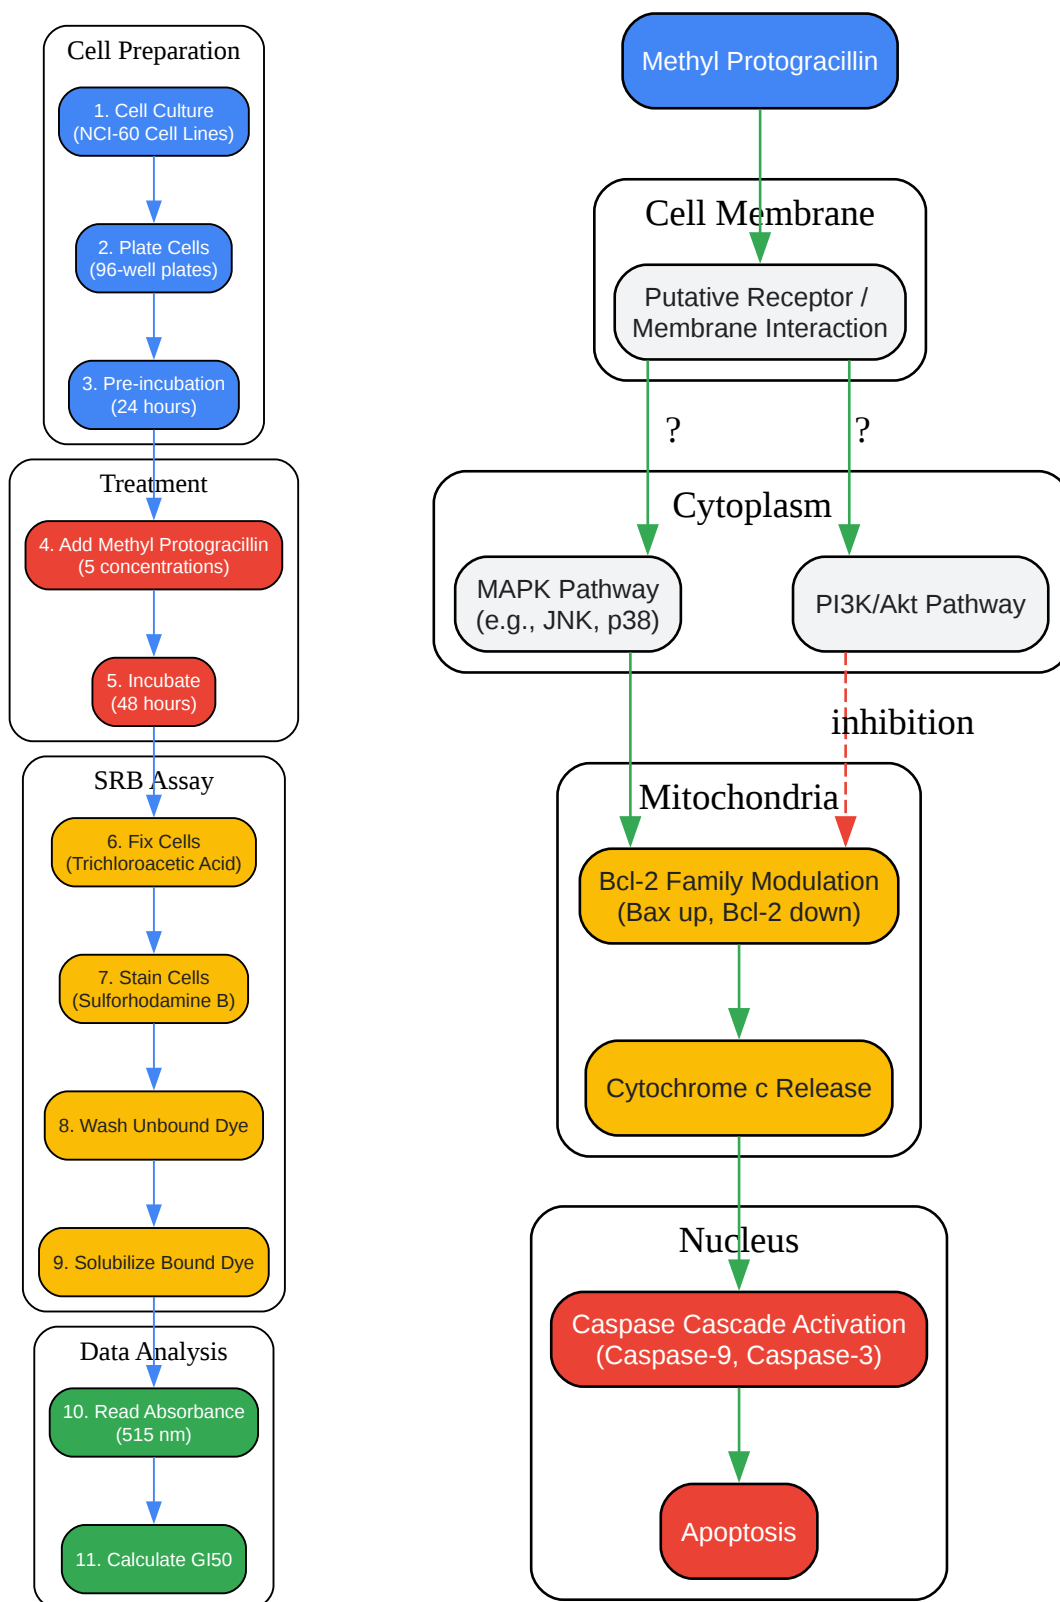 Cell Preparation
1. Cell Culture
(NCI-60 Cell Lines)
2. Plate Cells
(96-well plates)
3. Pre-incubation
(24 hours)
Treatment
4. Add Methyl Protogracillin
(5 concentrations)
5. Incubate
(48 hours)
SRB Assay
6. Fix Cells
(Trichloroacetic Acid)
7. Stain Cells
(Sulforhodamine B)
8. Wash Unbound Dye
9. Solubilize Bound Dye
Data Analysis
10. Read Absorbance
(515 nm)
11. Calculate GI50
Methyl Protogracillin
Cell Membrane
Putative Receptor /
Membrane Interaction
?
?
Cytoplasm
MAPK Pathway
(e.g., JNK, p38)
PI3K/Akt Pathway
inhibition
Mitochondria
Bcl-2 Family Modulation
(Bax up, Bcl-2 down)
Cytochrome c Release
Nucleus
Caspase Cascade Activation
(Caspase-9, Caspase-3)
Apoptosis